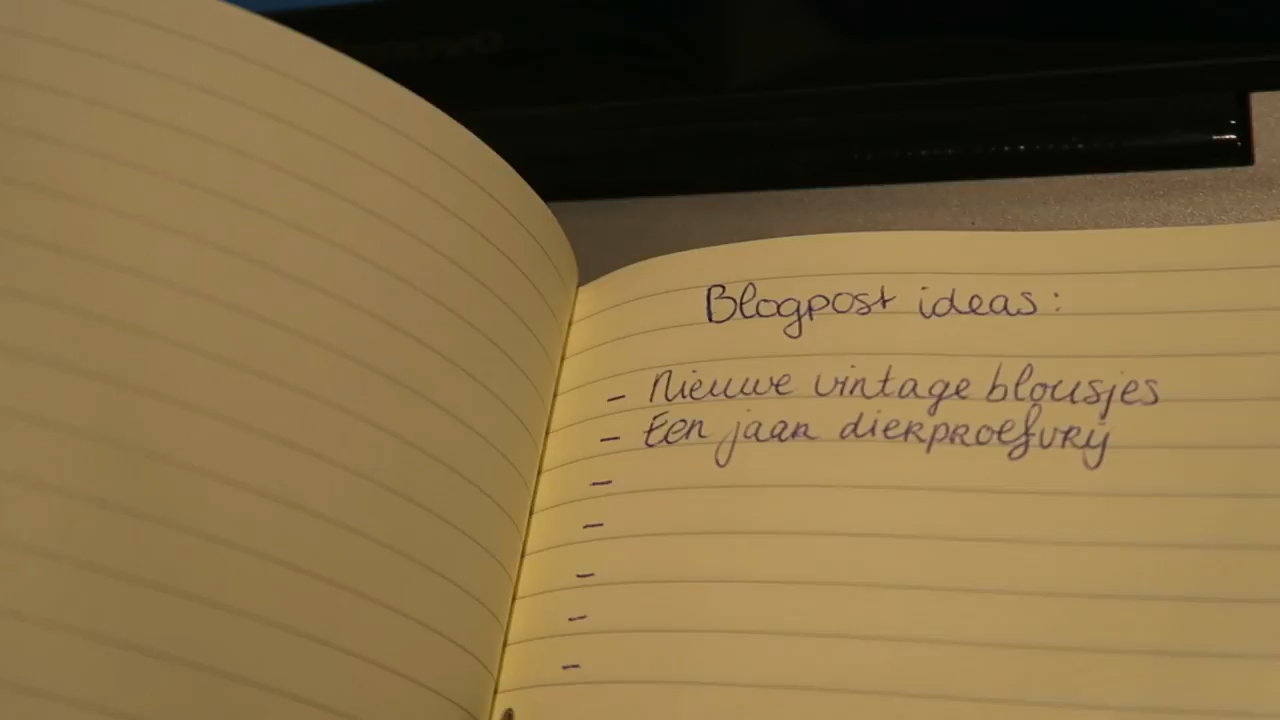 Blogpost ideas:
- Nieuwe vintage blousjes
- Een jaar dierproefvrij
-
-
-
-
-